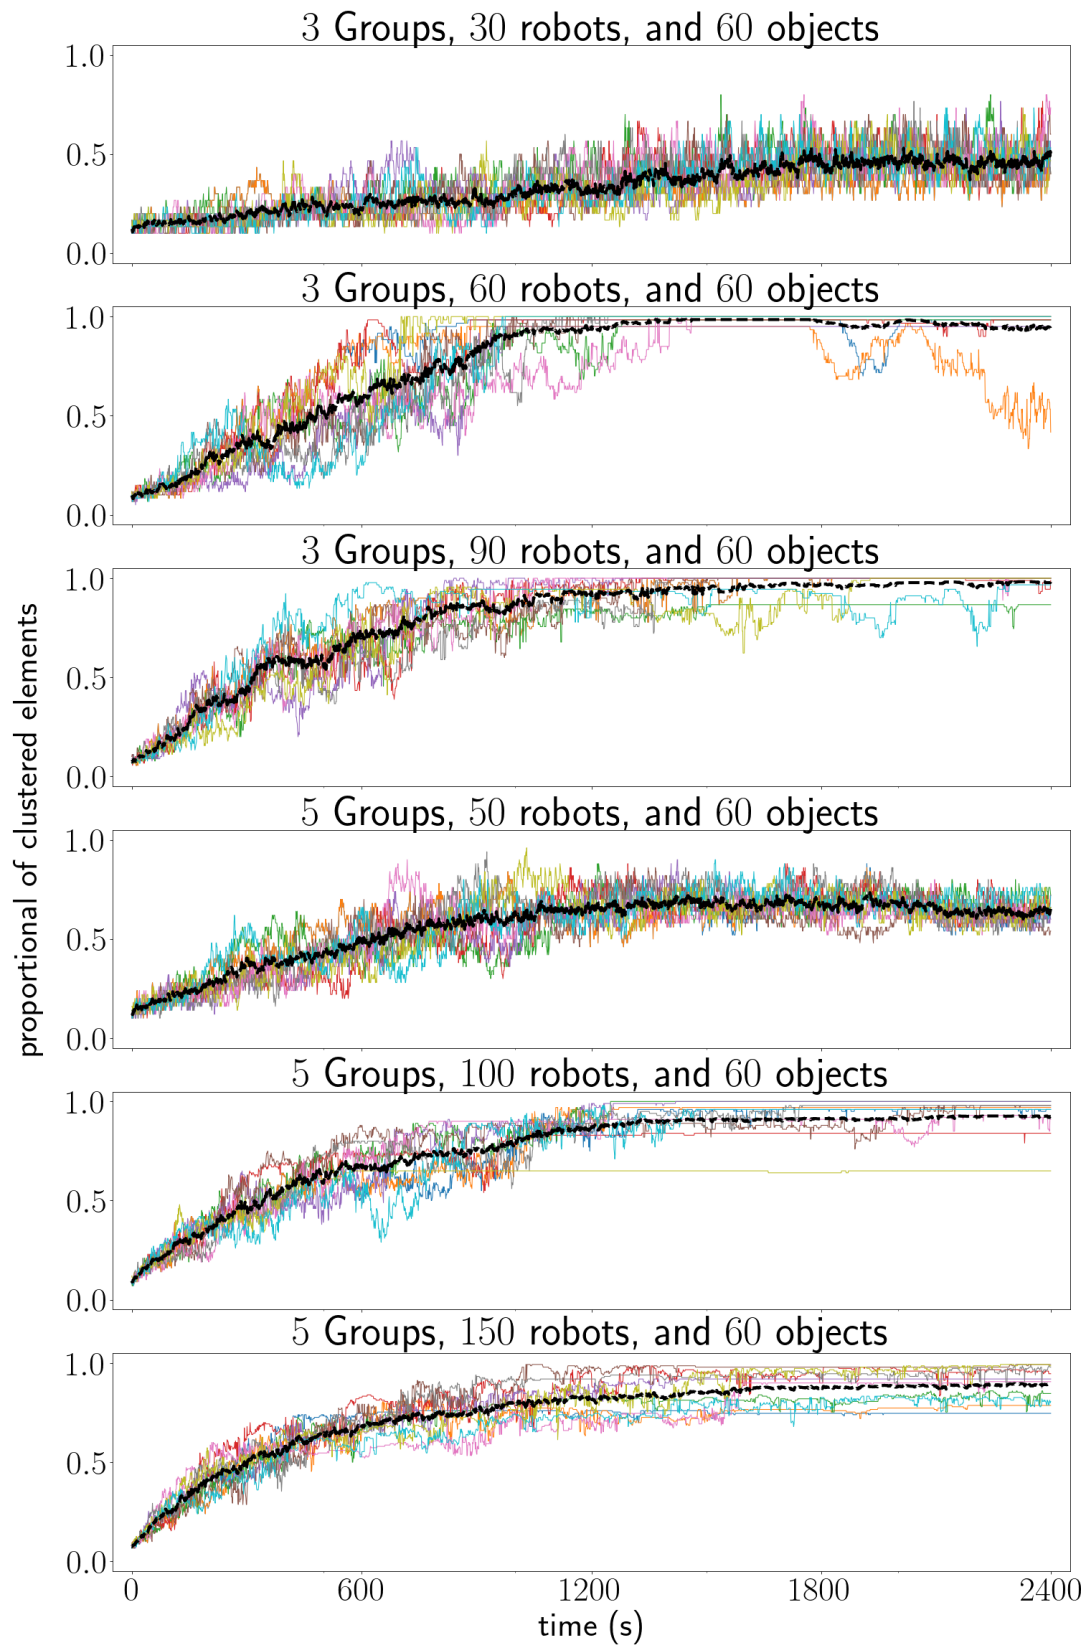 3 Groups, 30 robots, and 60 objects
1.0
0.5
0.0
3 Groups, 60 robots, and 60 objects
1.0
0.5
0.0
3 Groups, 90 robots, and 60 objects
1.0
0.5
0.0
proportional of clustered elements
5 Groups, 50 robots, and 60 objects
1.0
0.5
0.0
5 Groups, 100 robots, and 60 objects
1.0
0.5
0.0
5 Groups, 150 robots, and 60 objects
1.0
0.5
0.0
0 600 1200 1800 2400
time (s)